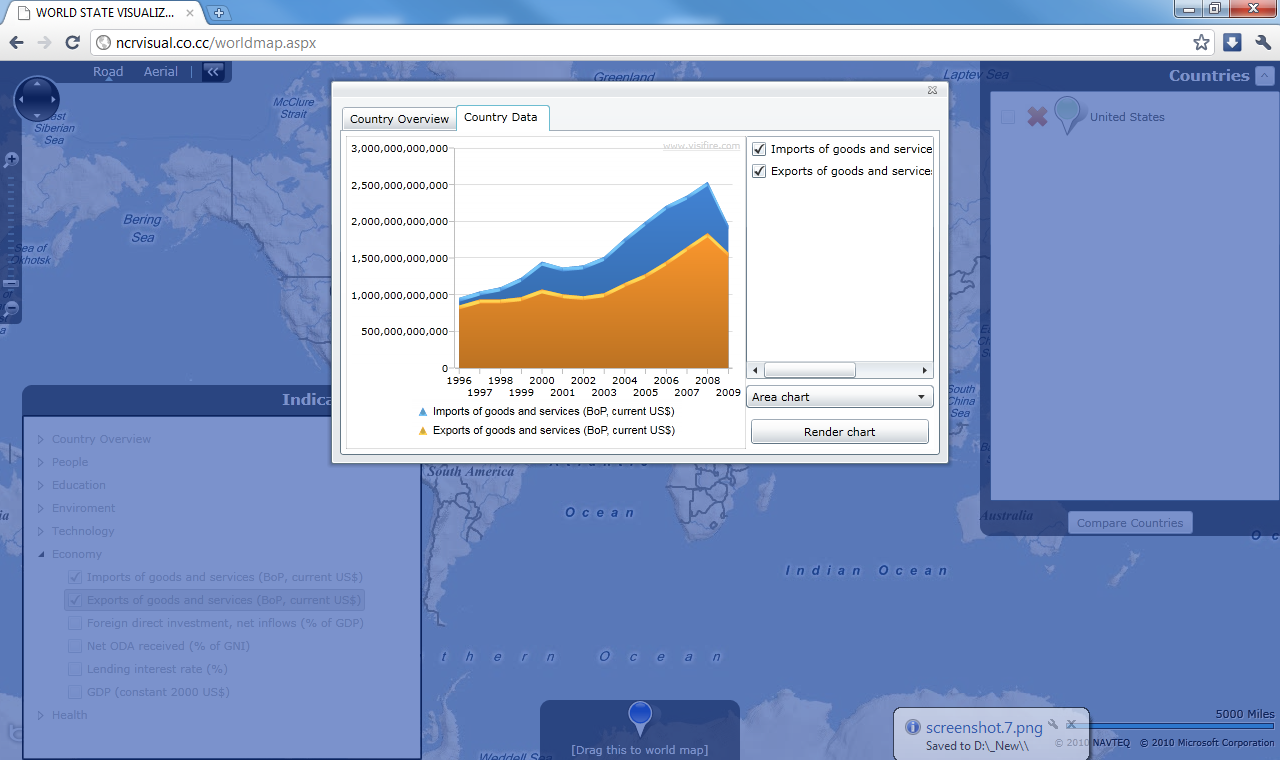 WORLD STATE VISUALIZ...
ncrvisual.co.cc/worldmap.aspx
Road Aerial | «
Greenland
Laptev Sea
Countries
McClure
Strait
East
Siberian
Sea
United States
Bering
Sea
Sea of
Okhotsk
Country Overview
Country Data
www.visifire.com
3,000,000,000,000
2,500,000,000,000
2,000,000,000,000
1,500,000,000,000
1,000,000,000,000
500,000,000,000
0
1996 1998 2000 2002 2004 2006 2008
1997 1999 2001 2003 2005 2007 2009
Imports of goods and services (BoP, current US$)
Exports of goods and services (BoP, current US$)
Imports of goods and service
Exports of goods and services
Area chart
Render chart
South
China
Sea
Indica
Country Overview
People
Education
Enviroment
Technology
Economy
Imports of goods and services (BoP, current US$)
Exports of goods and services (BoP, current US$)
Foreign direct investment, net inflows (% of GDP)
Net ODA received (% of GNI)
Lending interest rate (%)
GDP (constant 2000 US$)
Health
South America
Ocean
Australia
Compare Countries
Indian Ocean
thern Ocean
Weddell Sea
[Drag this to world map]
screenshot.7.png
Saved to D:\_New\\
5000 Miles
© 2010 NAVTEQ © 2010 Microsoft Corporation